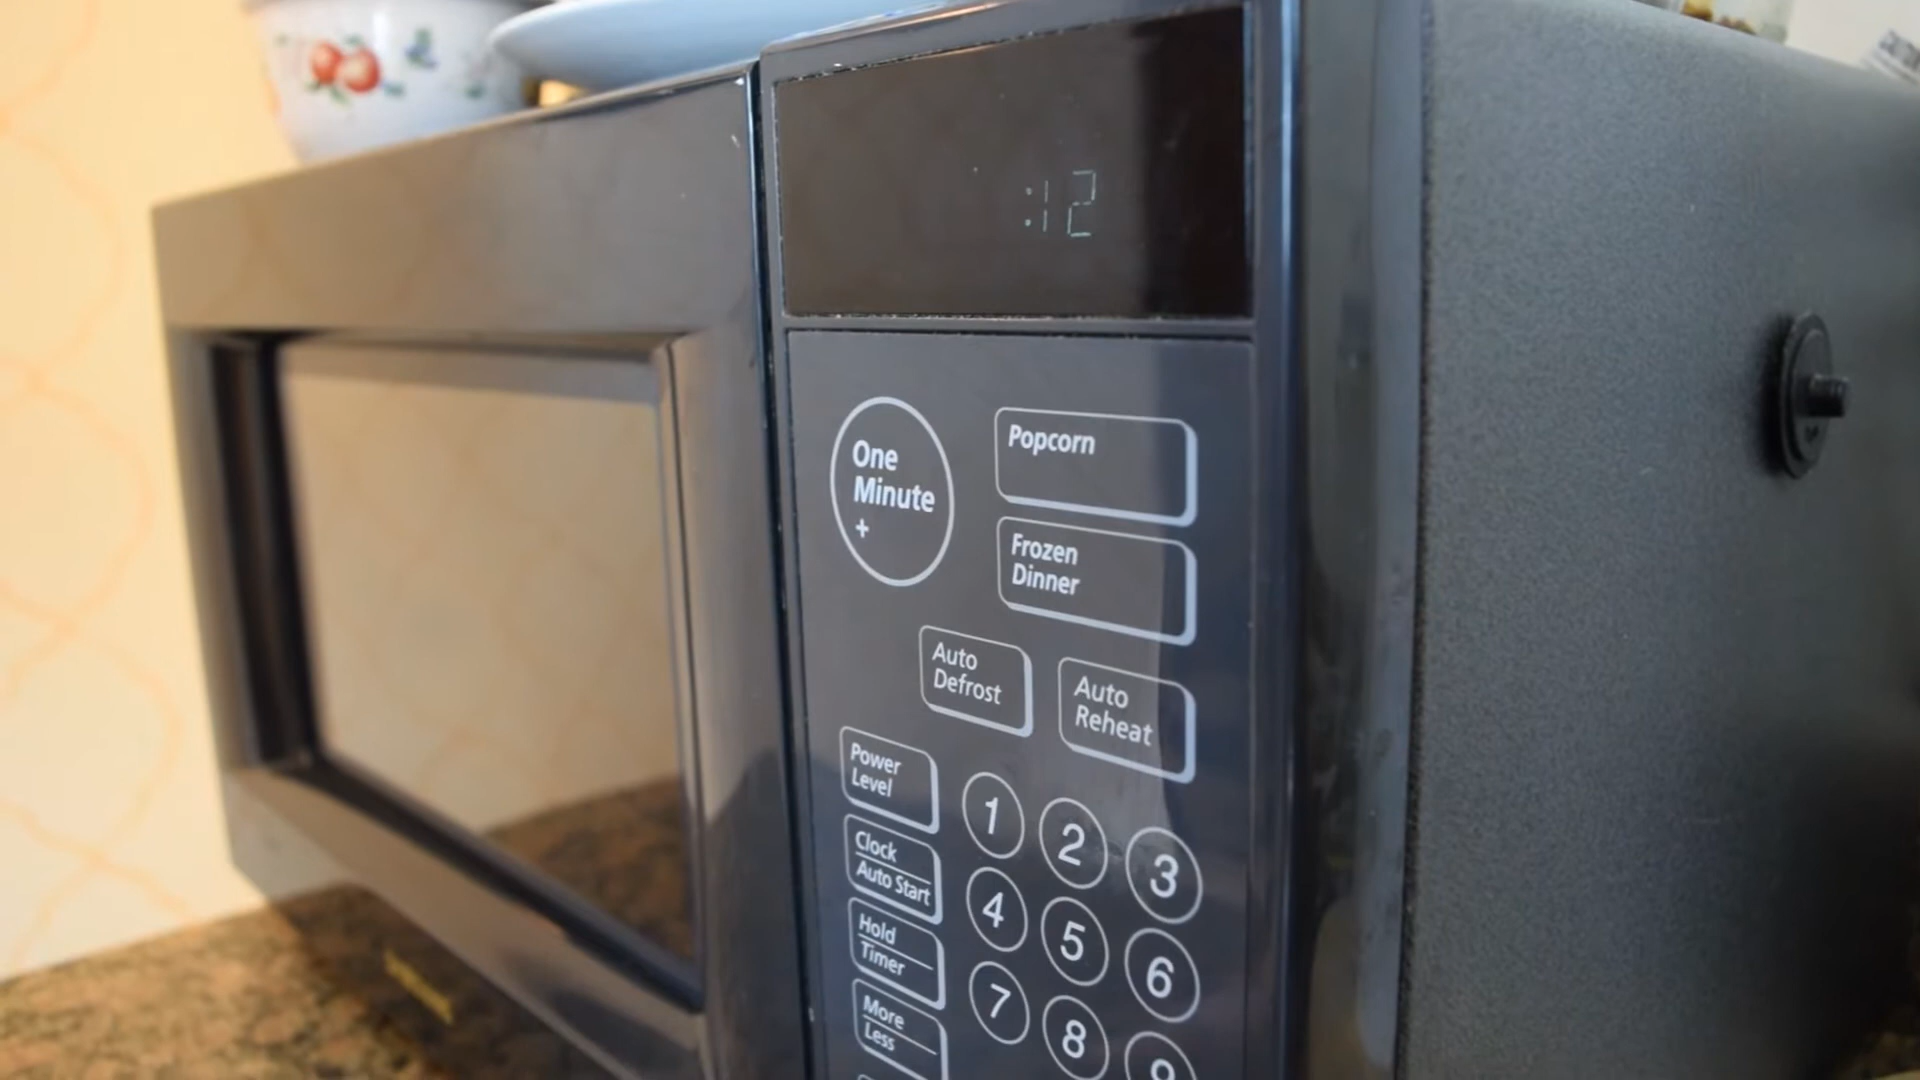 :12
One
Minute
+
Popcorn
Frozen
Dinner
Auto
Defrost
Auto
Reheat
Power
Level
1
2
3
Clock
Auto Start
4
5
6
Hold
Timer
7
8
9
More
Less